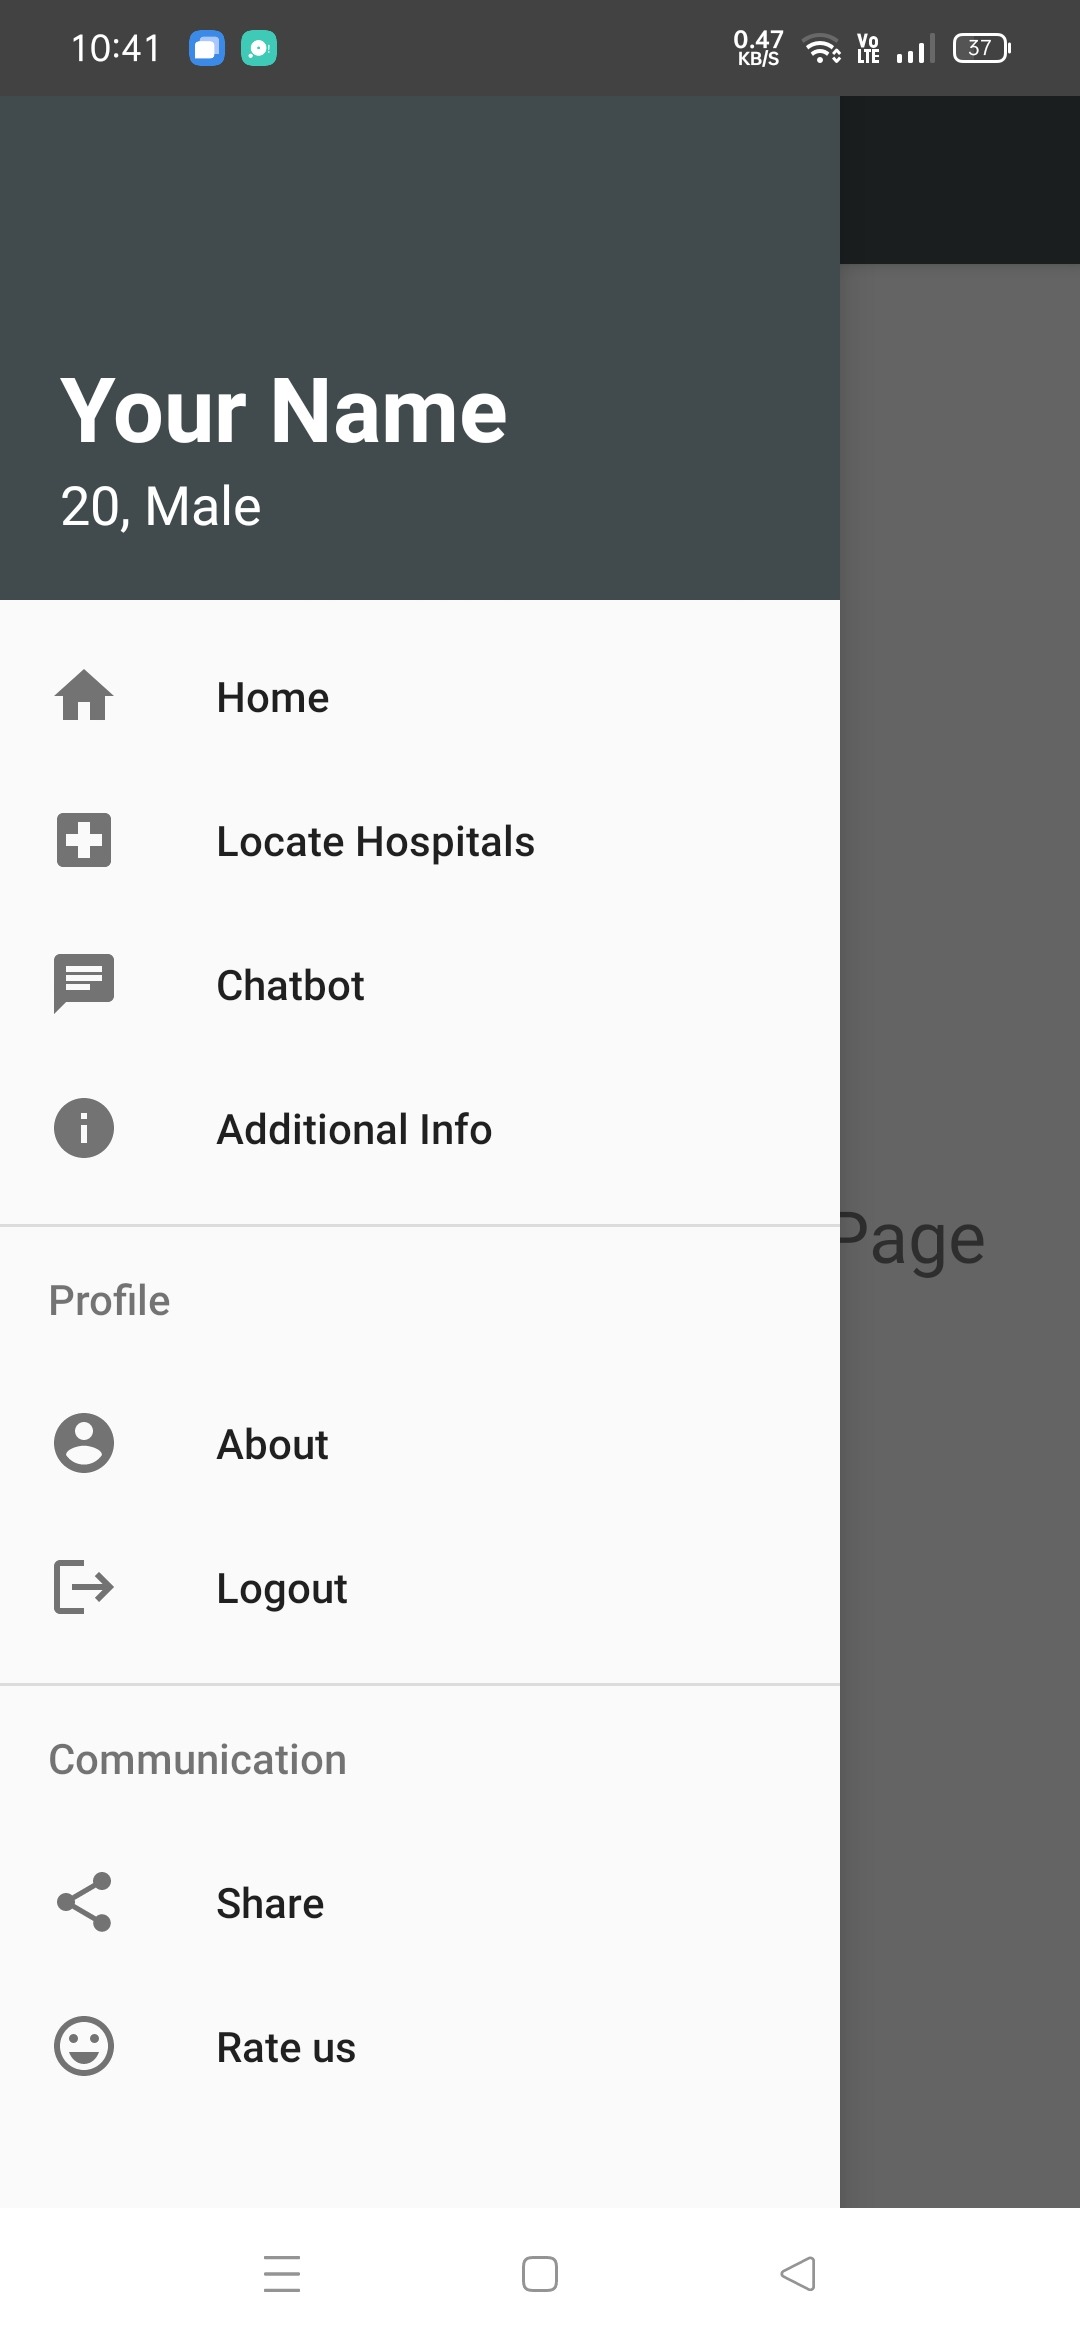 10:41
0.47
KB/S
Vo
LTE
37
Your Name
20, Male
Home
Locate Hospitals
Chatbot
Additional Info
Page
Profile
About
Logout
Communication
Share
Rate us